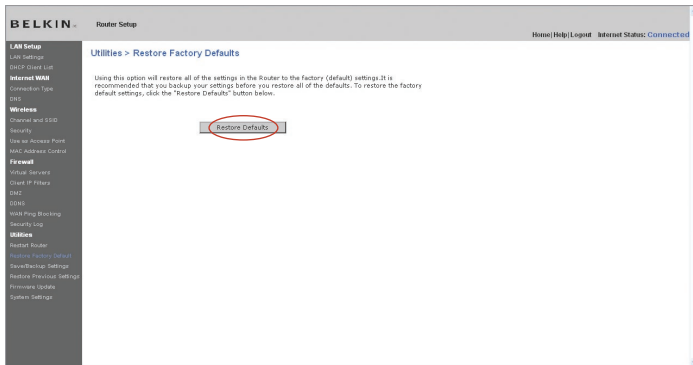 BELKIN™
Router Setup
Home|Help|Logout Internet Status: Connected
LAN Setup
LAN Settings
DHCP Client List
Internet WAN
Connection Type
DNS
Wireless
Channel and SSID
Security
Use as Access Point
MAC Address Control
Firewall
Virtual Servers
Client IP Filters
DMZ
DDNS
WAN Ping Blocking
Security Log
Utilities
Restart Router
Restore Factory Default
Save/Backup Settings
Restore Previous Settings
Firmware Update
System Settings
Utilities > Restore Factory Defaults
Using this option will restore all of the settings in the Router to the factory (default) settings.It is
recommended that you backup your settings before you restore all of the defaults. To restore the factory
default settings, click the "Restore Defaults" button below.
Restore Defaults